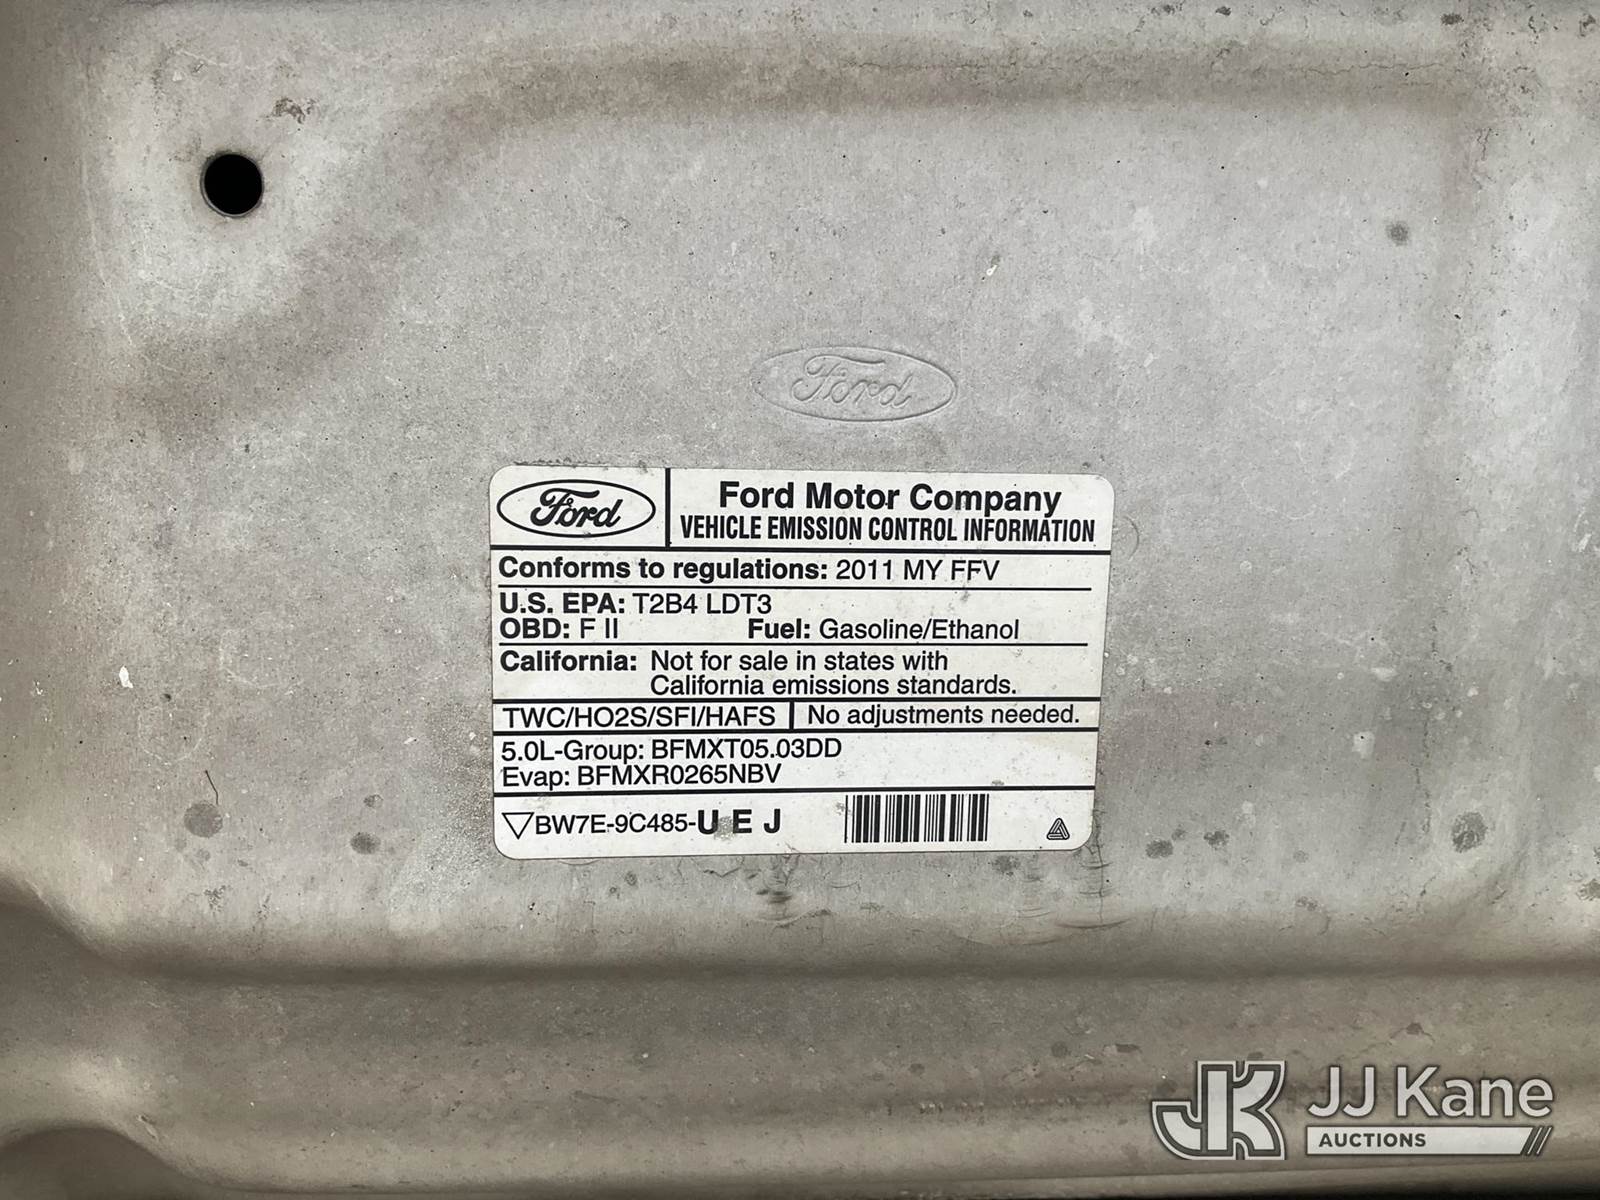 Ford
Ford
Ford Motor Company
VEHICLE EMISSION CONTROL INFORMATION
Conforms to regulations: 2011 MY FFV
U.S. EPA: T2B4 LDT3
OBD: F II Fuel: Gasoline/Ethanol
California: Not for sale in states with
California emissions standards.
TWC/HO2S/SFI/HAFS No adjustments needed.
5.0L-Group: BFMXT05.03DD
Evap: BFMXR0265NBV
BW7E-9C485-U E J
JK JJ Kane
AUCTIONS